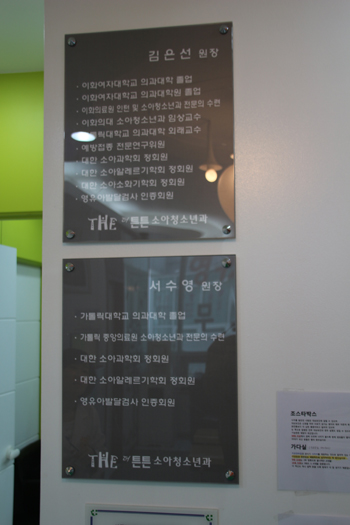 김은선 원장
· 이화여자대학교 의과대학 졸업
· 이화여자대학교 의과대학원 졸업
· 이화의료원 인턴 및 소아청소년과 전문의 수련
· 이화의대 소아청소년과 임상교수
· 가톨릭대학교 의과대학 외래교수
· 예방접종 전문연구위원
· 대한 소아과학회 정회원
· 대한 소아알레르기학회 정회원
· 대한 소아소화기학회 정회원
· 영유아발달검사 인증회원
THE 튼튼 소아청소년과
서수영 원장
· 가톨릭대학교 의과대학 졸업
· 가톨릭 중앙의료원 소아청소년과 전문의 수련
· 대한 소아과학회 정회원
· 대한 소아알레르기학회 정회원
· 영유아발달검사 인증회원
THE 튼튼 소아청소년과
조스타박스
가다실